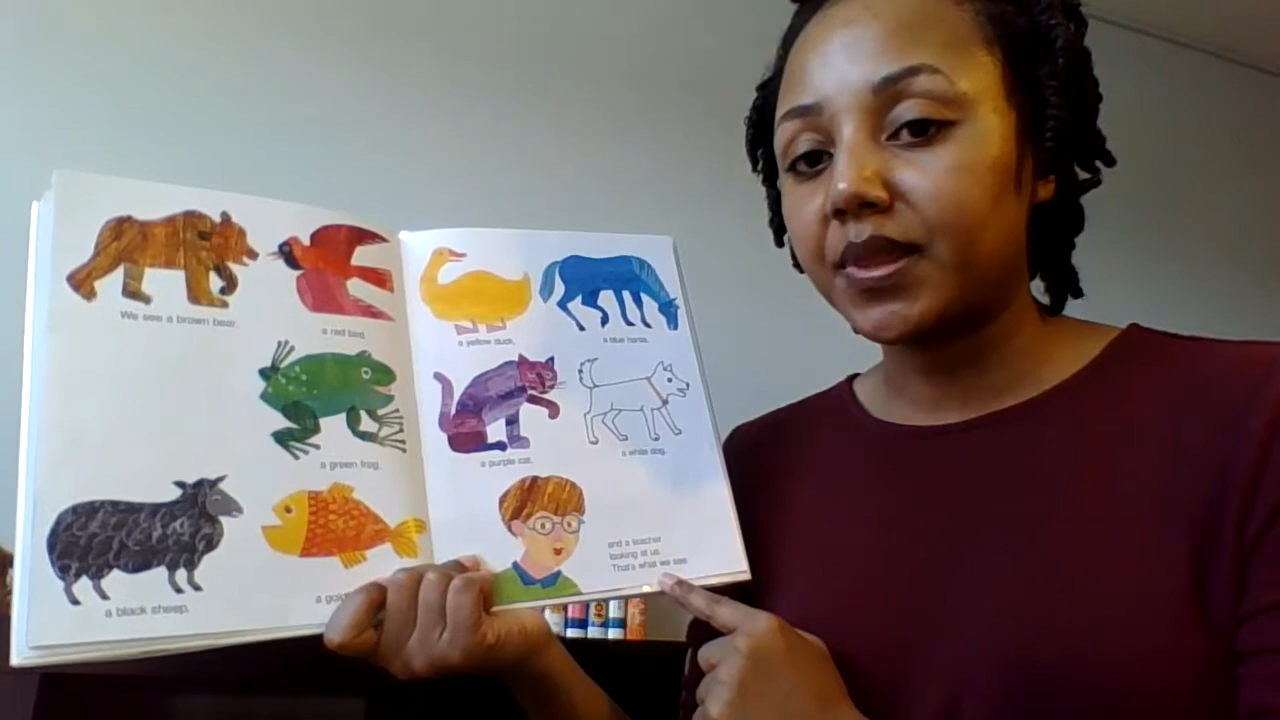 We see a brown bear,
a red bird,
a green frog,
a black sheep,
a gold
a yellow duck,
a blue horse,
a purple cat,
a white dog,
and a teacher
looking at us.
That's what we see.